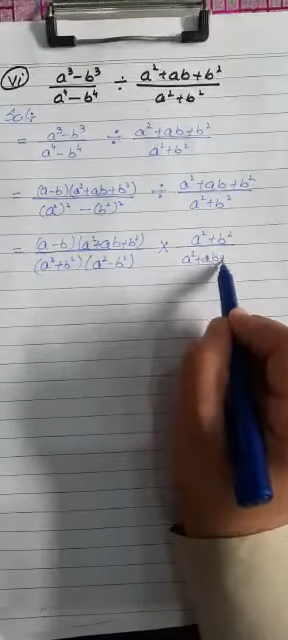 vi a³-b³/a⁴-b⁴ ÷ a²+ab+b²/a²+b²
Sol:
= a³-b³/a⁴-b⁴ ÷ a²+ab+b²/a²+b²
= (a-b)(a²+ab+b²)/(a²)²-(b²)² ÷ a²+ab+b²/a²+b²
= (a-b)(a²+ab+b²)/(a²+b²)(a²-b²) × a²+b²/a²+ab